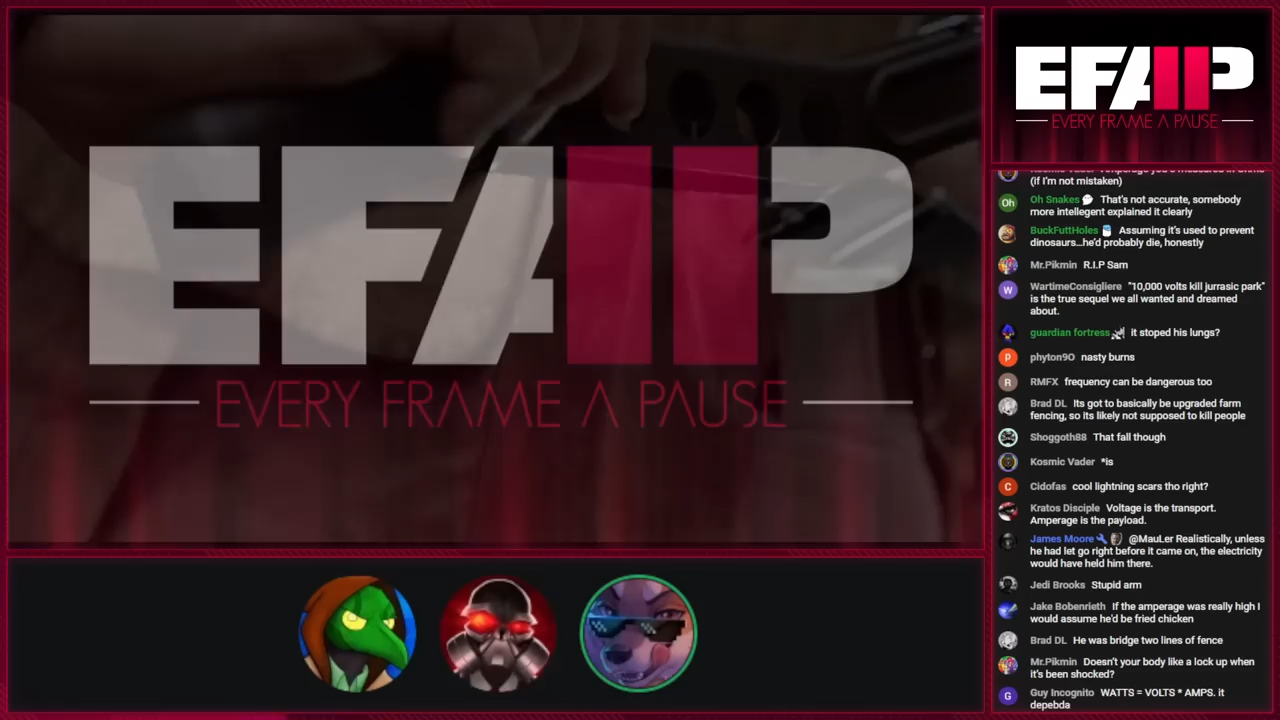 EFAP
EVERY FRAME A PAUSE
EFAP
EVERY FRAME A PAUSE
(if I'm not mistaken)
Oh
Oh Snakes That's not accurate, somebody
more intellegent explained it clearly
BuckFuttHoles Assuming it's used to prevent
dinosaurs...he'd probably die, honestly
Mr.Pikmin R.I.P Sam
W
WartimeConsigliere "10,000 volts kill jurrasic park"
is the true sequel we all wanted and dreamed
about.
guardian fortress it stoped his lungs?
P
phyton90 nasty burns
R
RMFX frequency can be dangerous too
Brad DL Its got to basically be upgraded farm
fencing, so its likely not supposed to kill people
Shoggoth88 That fall though
Kosmic Vader *is
C
Cidofas cool lightning scars tho right?
Kratos Disciple Voltage is the transport.
Amperage is the payload.
James Moore @MauLer Realistically, unless
he had let go right before it came on, the electricity
would have held him there.
Jedi Brooks Stupid arm
Jake Bobenrieth If the amperage was really high I
would assume he'd be fried chicken
Brad DL He was bridge two lines of fence
Mr.Pikmin Doesn't your body like a lock up when
it's been shocked?
G
Guy Incognito WATTS = VOLTS * AMPS. it
depebda